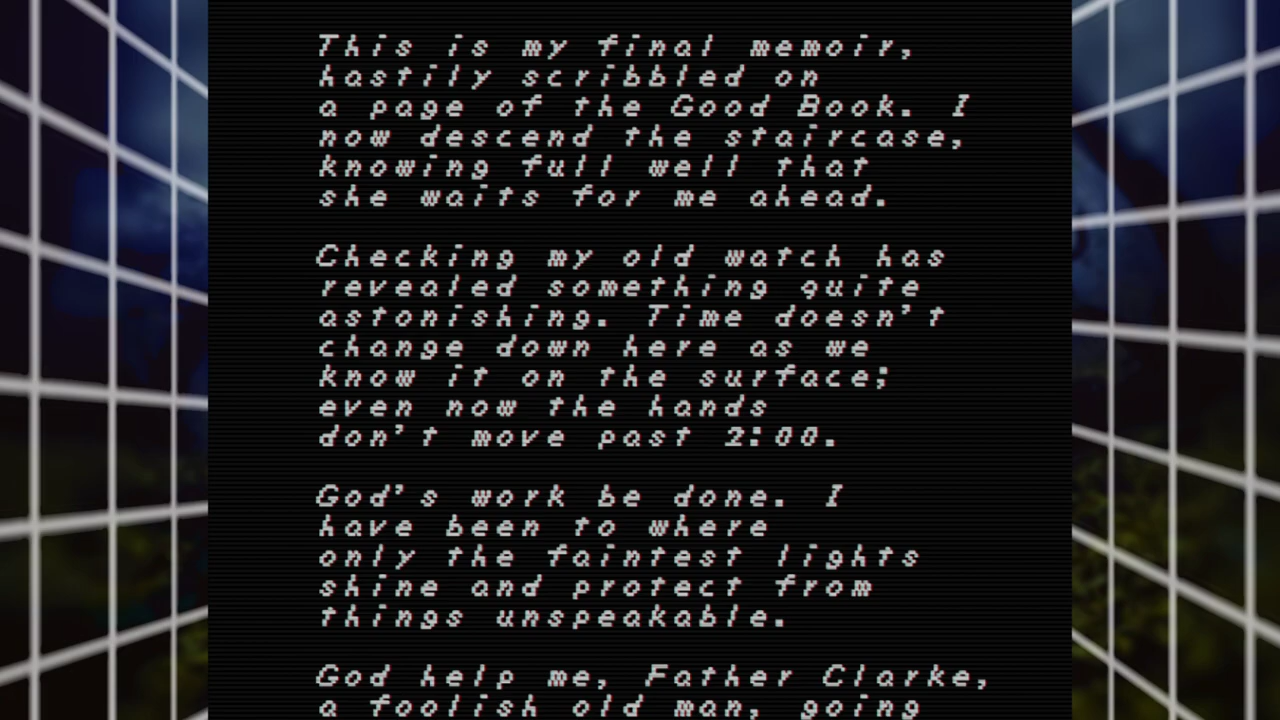 This is my final memoir,
hastily scribbled on
a page of the Good Book. I
now descend the staircase,
knowing full well that
she waits for me ahead.
Checking my old watch has
revealed something quite
astonishing. Time doesn't
change down here as we
know it on the surface;
even now the hands
don't move past 2:00.
God's work be done. I
have been to where
only the faintest lights
shine and protect from
things unspeakable.
God help me, Father Clarke,
a foolish old man, going